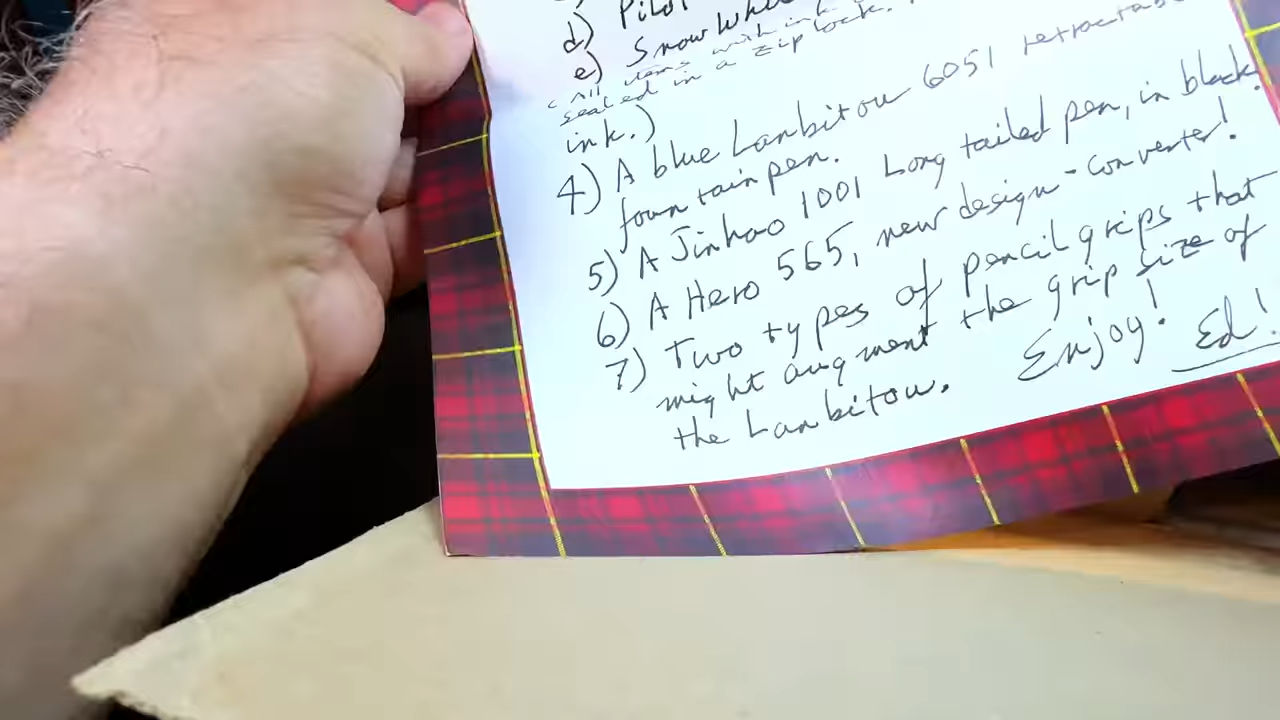 d) Pilot
e) Snow White
(All items with ink
sealed in a ziplock.
ink.)
4) A blue Lanbitou 6051 retractable
fountain pen.
5) A Jinhao 1001 Long tailed pen, in black.
6) A Hero 565, new design - converter!
7) Two types of pencil grips that
might augment the grip size of
the Lanbitou.
Enjoy! Ed!